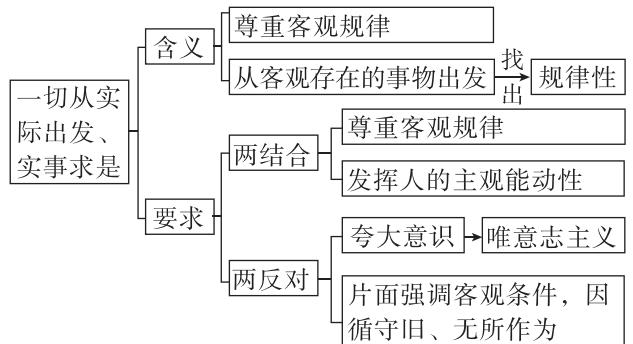 一切从实
际出发、
实事求是
含义
尊重客观规律
从客观存在的事物出发
找
出
规律性
要求
两结合
尊重客观规律
发挥人的主观能动性
两反对
夸大意识
唯意志主义
片面强调客观条件，因
循守旧、无所作为